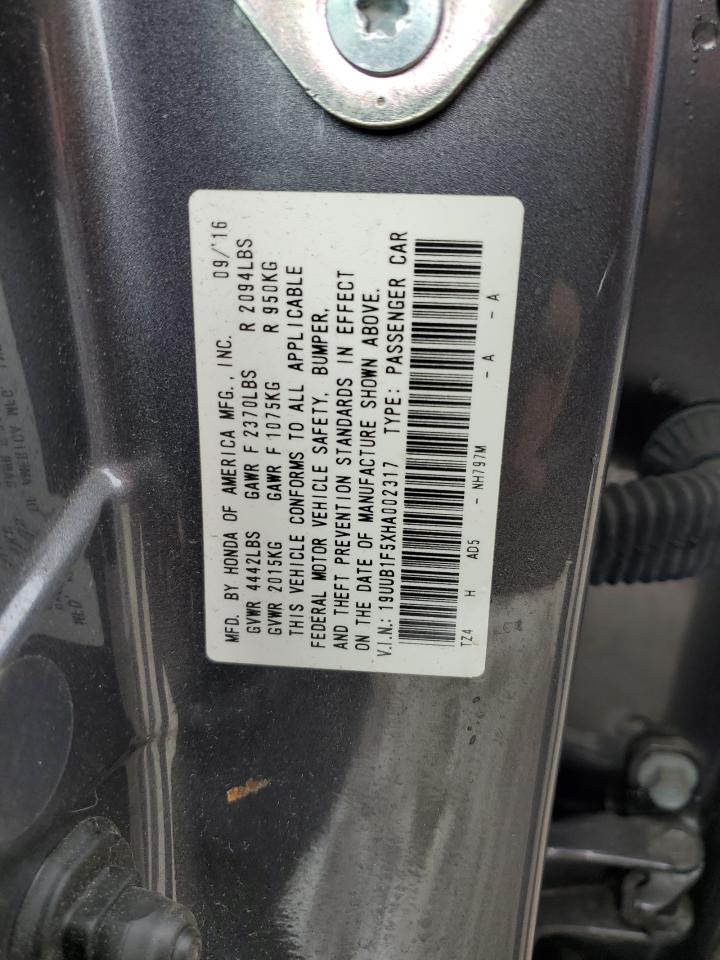 MFD. BY HONDA OF AMERICA MFG., INC. 09/'16
GVWR 4442LBS GAWR F 2370LBS R 2094LBS
GVWR 2015KG GAWR F 1075KG R 950KG
THIS VEHICLE CONFORMS TO ALL APPLICABLE
FEDERAL MOTOR VEHICLE SAFETY, BUMPER,
AND THEFT PREVENTION STANDARDS IN EFFECT
ON THE DATE OF MANUFACTURE SHOWN ABOVE.
V.I.N.: 19UUB1F5XHA002317 TYPE: PASSENGER CAR
TZ4 H AD5 - NH797M - A - A